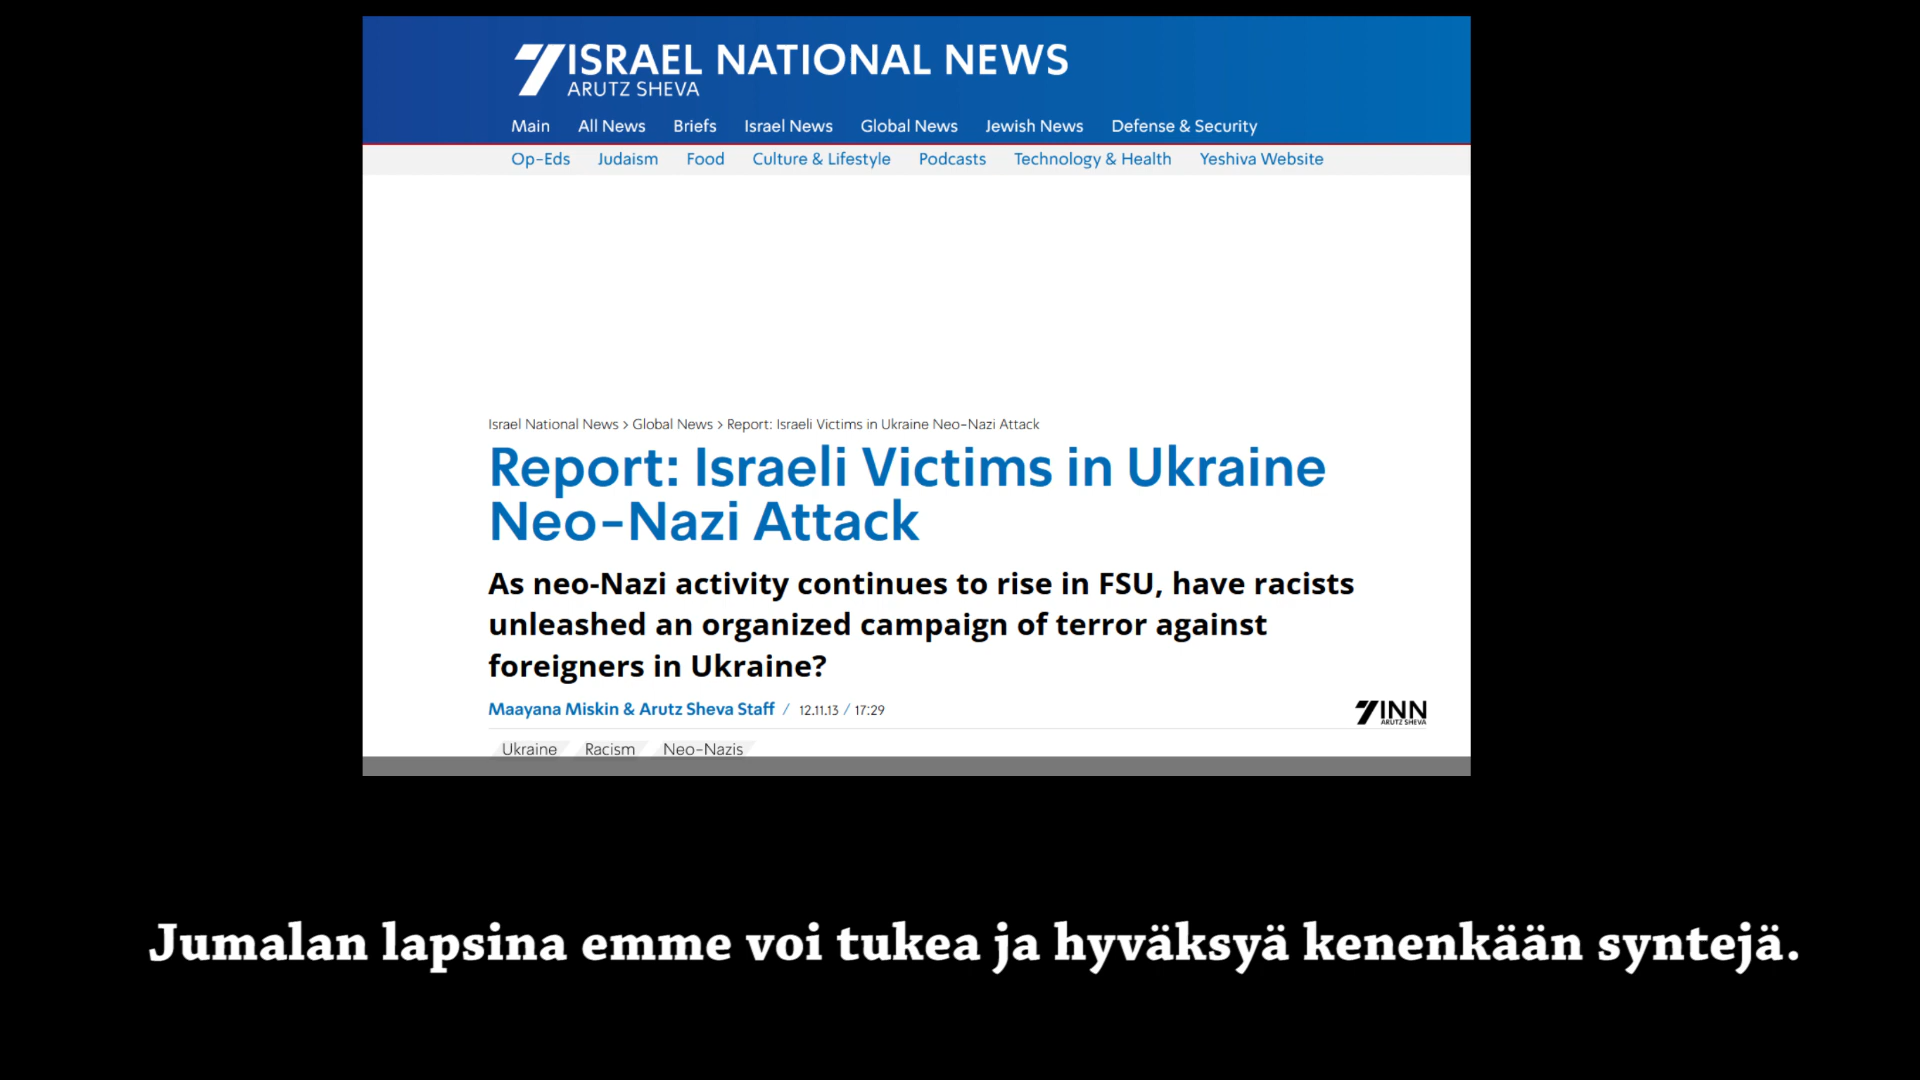 7 ISRAEL NATIONAL NEWS
ARUTZ SHEVA
Main All News Briefs Israel News Global News Jewish News Defense & Security
Op-Eds Judaism Food Culture & Lifestyle Podcasts Technology & Health Yeshiva Website
Israel National News > Global News > Report: Israeli Victims in Ukraine Neo-Nazi Attack
Report: Israeli Victims in Ukraine
Neo-Nazi Attack
As neo-Nazi activity continues to rise in FSU, have racists
unleashed an organized campaign of terror against
foreigners in Ukraine?
Maayana Miskin & Arutz Sheva Staff / 12.11.13 / 17:29
7 INN
ARUTZ SHEVA
Ukraine Racism Neo-Nazis
Jumalan lapsina emme voi tukea ja hyväksyä kenenkään syntejä.